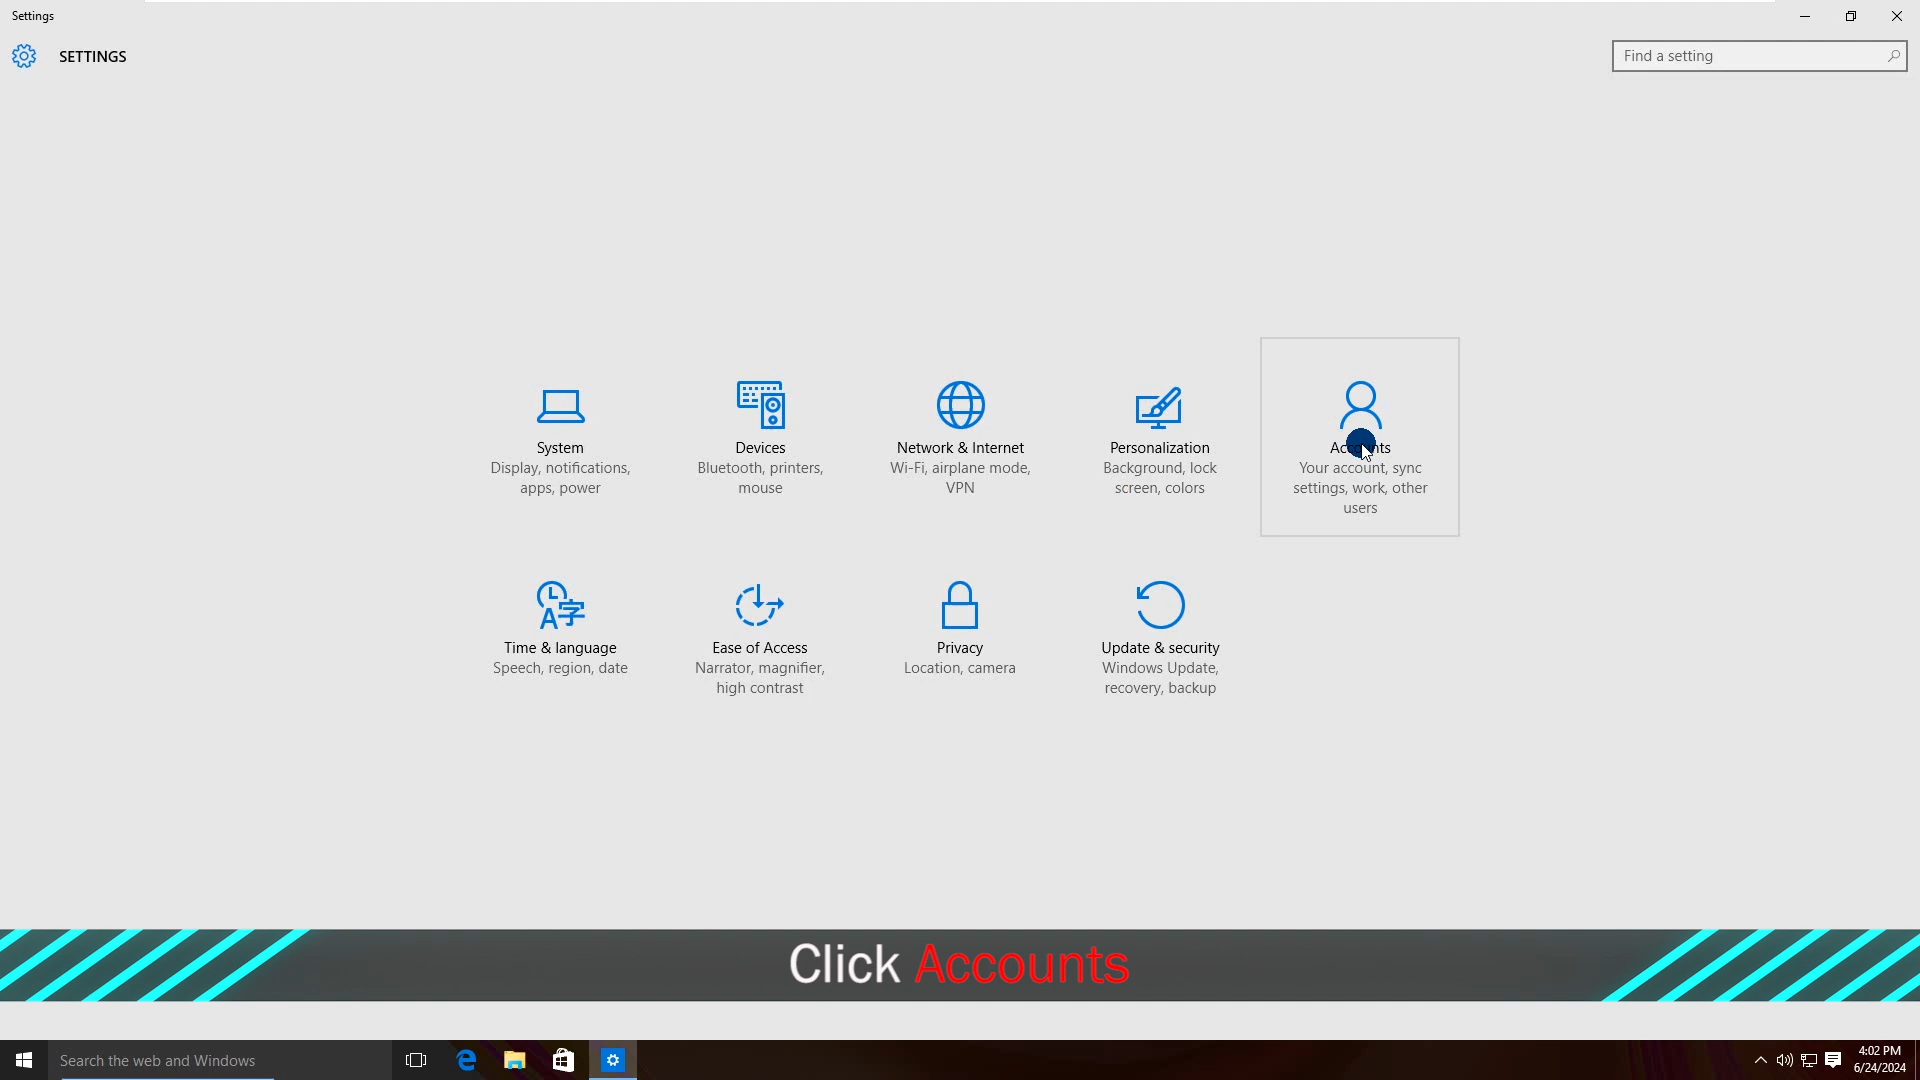 Settings
SETTINGS
Find a setting
System
Display, notifications,
apps, power
Devices
Bluetooth, printers,
mouse
Network & Internet
Wi-Fi, airplane mode,
VPN
Personalization
Background, lock
screen, colors
Accounts
Your account, sync
settings, work, other
users
A字
Time & language
Speech, region, date
Ease of Access
Narrator, magnifier,
high contrast
Privacy
Location, camera
Update & security
Windows Update,
recovery, backup
Click Accounts
Search the web and Windows
4:02 PM
6/24/2024